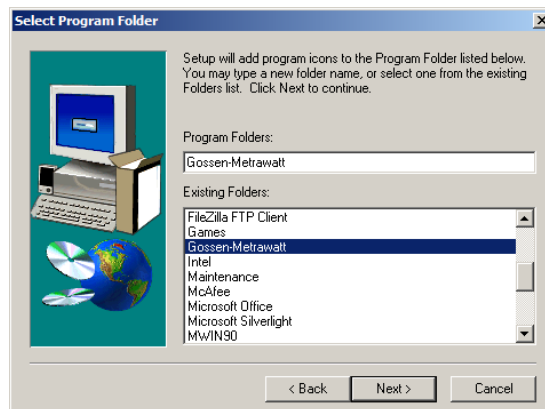 Select Program Folder
Setup will add program icons to the Program Folder listed below.
You may type a new folder name, or select one from the existing
Folders list. Click Next to continue.
Program Folders:
Gossen-Metrawatt
Existing Folders:
FileZilla FTP Client
Games
Gossen-Metrawatt
Intel
Maintenance
McAfee
Microsoft Office
Microsoft Silverlight
MWIN90
< Back
Next >
Cancel